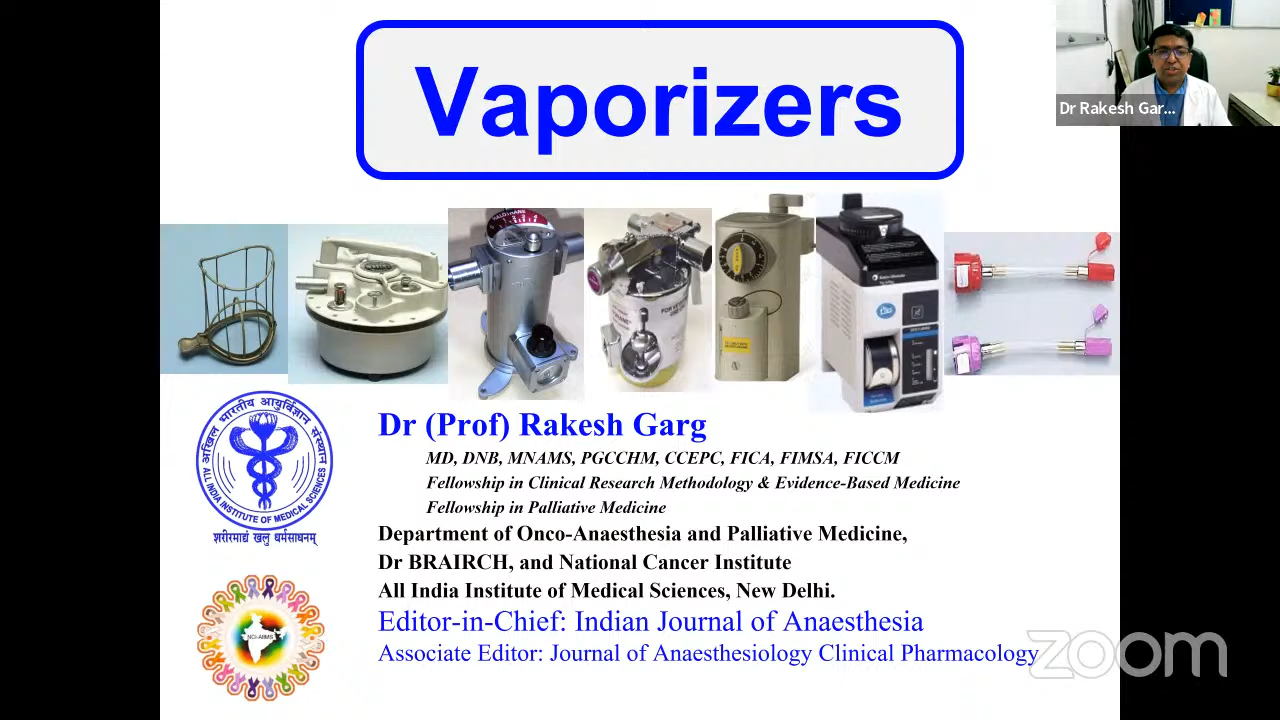 Vaporizers
Dr Rakesh Gar...
HALOTHANE
Dr (Prof) Rakesh Garg
MD, DNB, MNAMS, PGCCHM, CCEPC, FICA, FIMSA, FICCM
Fellowship in Clinical Research Methodology & Evidence-Based Medicine
Fellowship in Palliative Medicine
Department of Onco-Anaesthesia and Palliative Medicine,
Dr BRAIRCH, and National Cancer Institute
All India Institute of Medical Sciences, New Delhi.
Editor-in-Chief: Indian Journal of Anaesthesia
Associate Editor: Journal of Anaesthesiology Clinical Pharmacology
अखिल भारतीय आयुर्विज्ञान संस्थान
ALL INDIA INSTITUTE OF MEDICAL SCIENCES
शरीरमाद्यं खलु धर्मसाधनम्
NCI-AIIMS
zoom